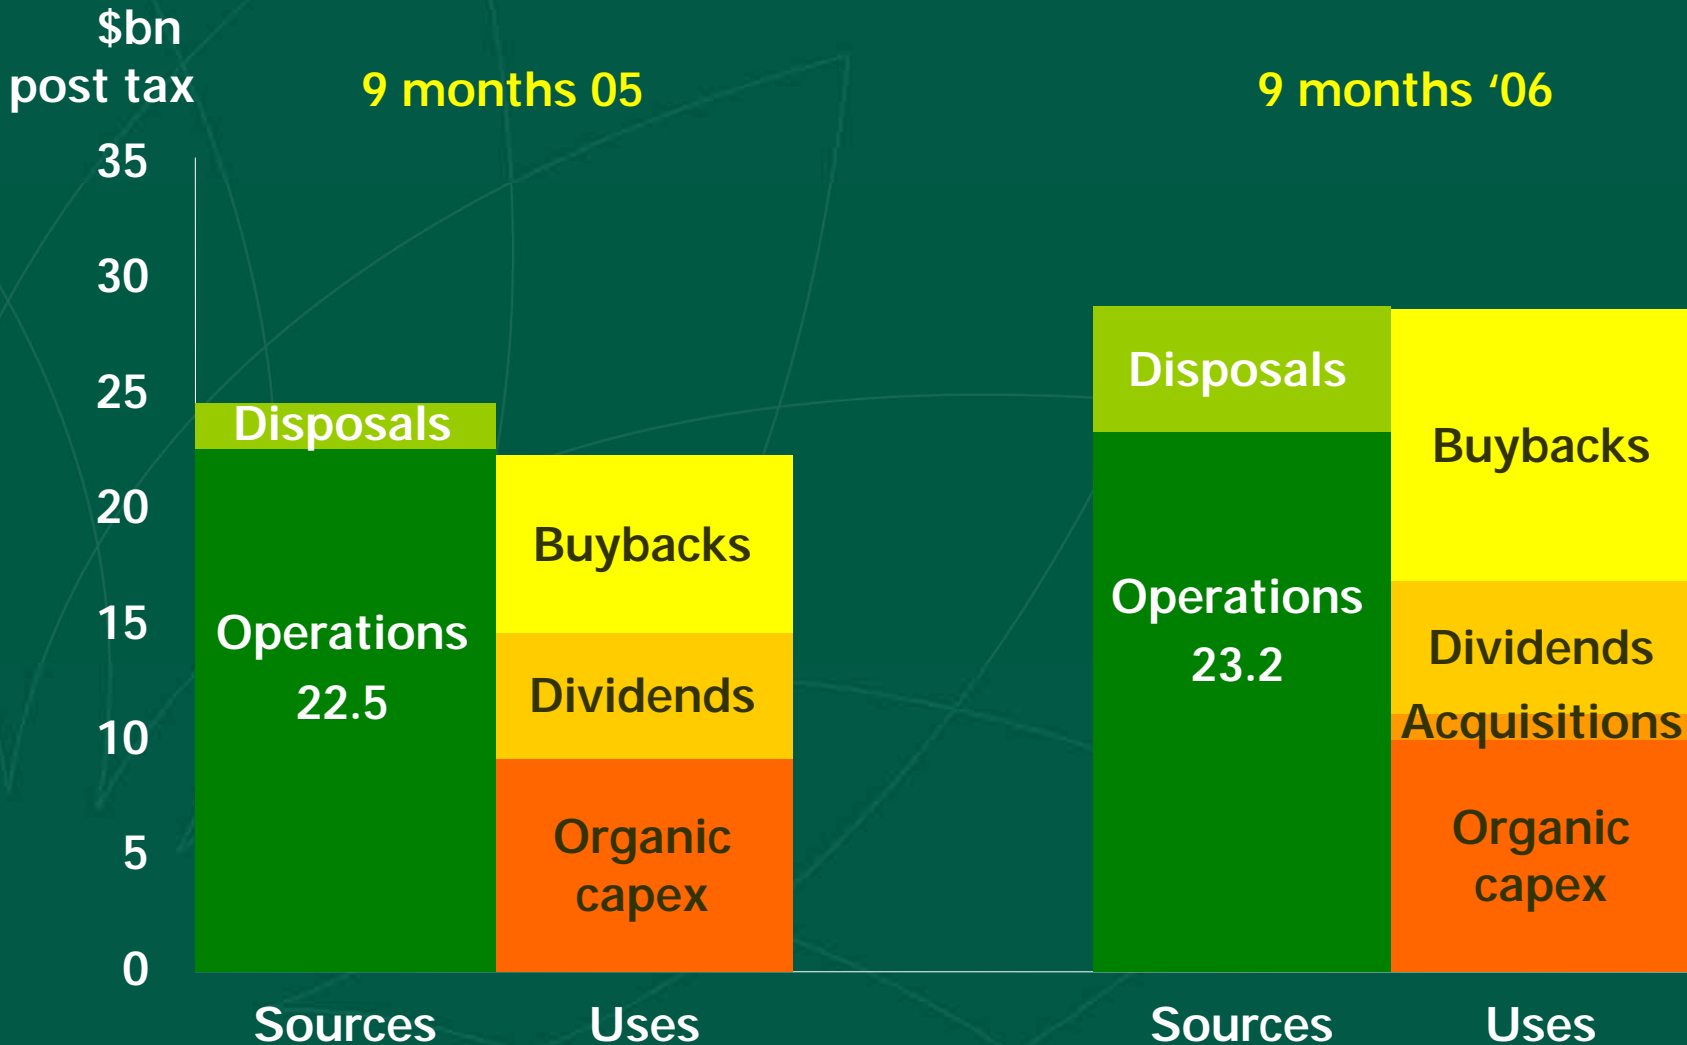 $bn
post tax
9 months 05
9 months ‘06
35
30
25
20
15
10
5
0
Disposals
Operations
22.5
Buybacks
Dividends
Organic
capex
Disposals
Operations
23.2
Buybacks
Dividends
Acquisitions
Organic
capex
Sources
Uses
Sources
Uses